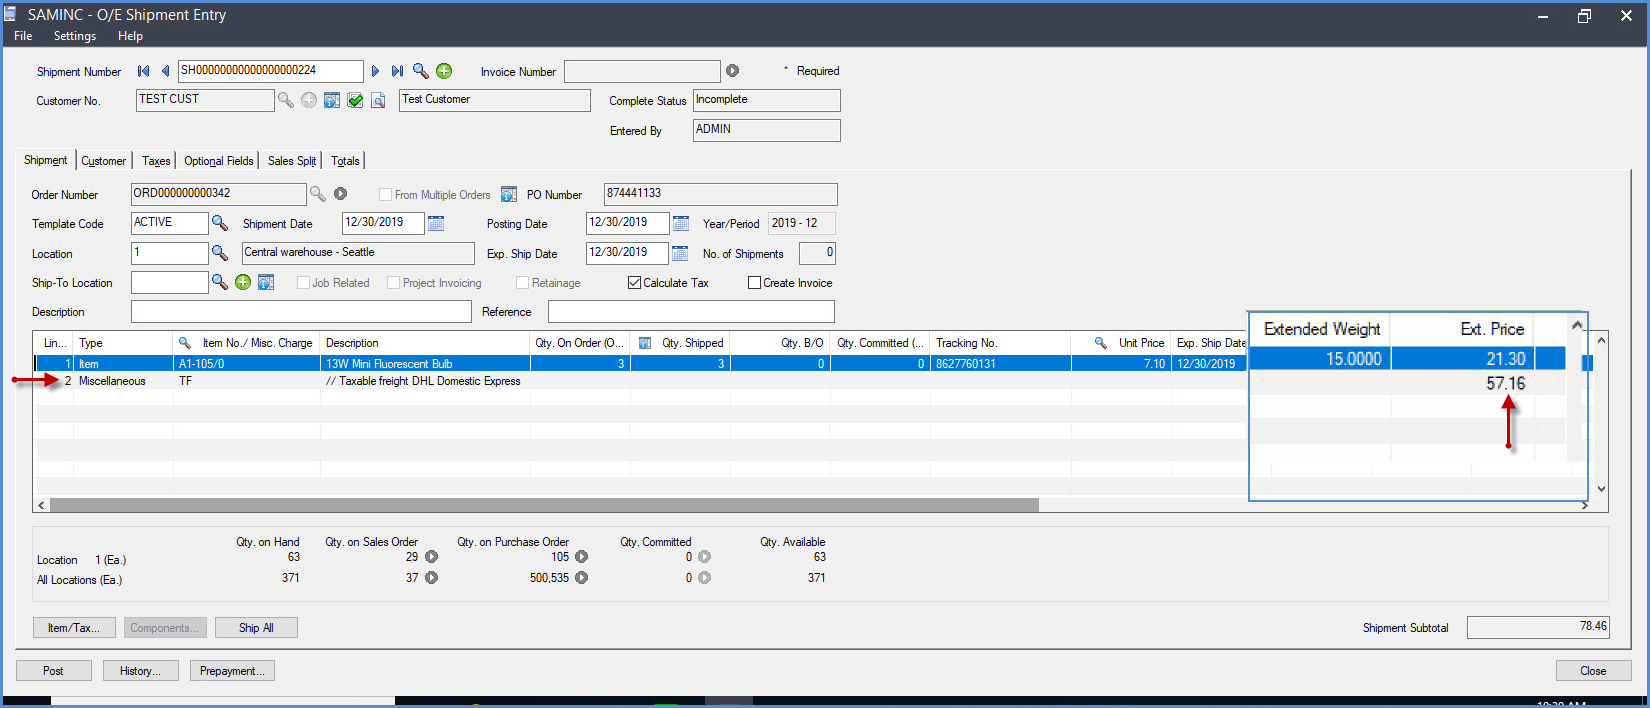 SAMINC - O/E Shipment Entry
File Settings Help
Shipment Number SH00000000000000000224 Invoice Number * Required
Customer No. TEST CUST Test Customer Complete Status Incomplete
Entered By ADMIN
Shipment Customer Taxes Optional Fields Sales Split Totals
Order Number ORD000000000342 From Multiple Orders PO Number 874441133
Template Code ACTIVE Shipment Date 12/30/2019 Posting Date 12/30/2019 Year/Period 2019 - 12
Location 1 Central warehouse - Seattle Exp. Ship Date 12/30/2019 No. of Shipments 0
Ship-To Location Job Related Project Invoicing Retainage Calculate Tax Create Invoice
Description Reference
Lin... Type Item No./ Misc. Charge Description Qty. On Order (O... Qty. Shipped Qty. B/O Qty. Committed (... Tracking No. Unit Price Exp. Ship Date Extended Weight Ext. Price
1 Item A1-105/0 13W Mini Fluorescent Bulb 3 3 0 0 8627760131 7.10 12/30/2019 15.0000 21.30
2 Miscellaneous TF // Taxable freight DHL Domestic Express 57.16
Qty. on Hand Qty. on Sales Order Qty. on Purchase Order Qty. Committed Qty. Available
Location 1 (Ea.) 63 29 105 0 63
All Locations (Ea.) 371 37 500,535 0 371
Item/Tax... Components... Ship All Shipment Subtotal 78.46
Post History... Prepayment... Close